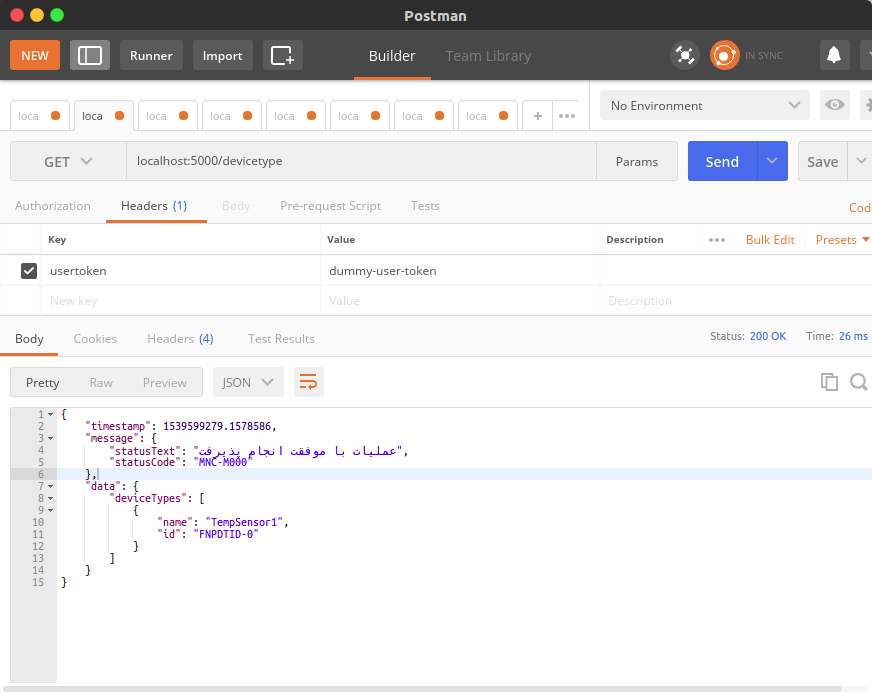 Postman
NEW Runner Import Builder Team Library IN SYNC
loca loca loca loca loca loca loca loca + ••• No Environment
GET localhost:5000/devicetype Params Send Save
Authorization Headers (1) Body Pre-request Script Tests Cod
Key Value Description ••• Bulk Edit Presets
usertoken dummy-user-token
New key Value Description
Body Cookies Headers (4) Test Results Status: 200 OK Time: 26 ms
Pretty Raw Preview JSON
1 {
2 "timestamp": 1539599279.1578586,
3 "message": {
4 "statusText": "عملیات با موفقت انجام پذیرفت",
5 "statusCode": "MNC-M000"
6 },
7 "data": {
8 "deviceTypes": [
9 {
10 "name": "TempSensor1",
11 "id": "FNPDTID-0"
12 }
13 ]
14 }
15 }